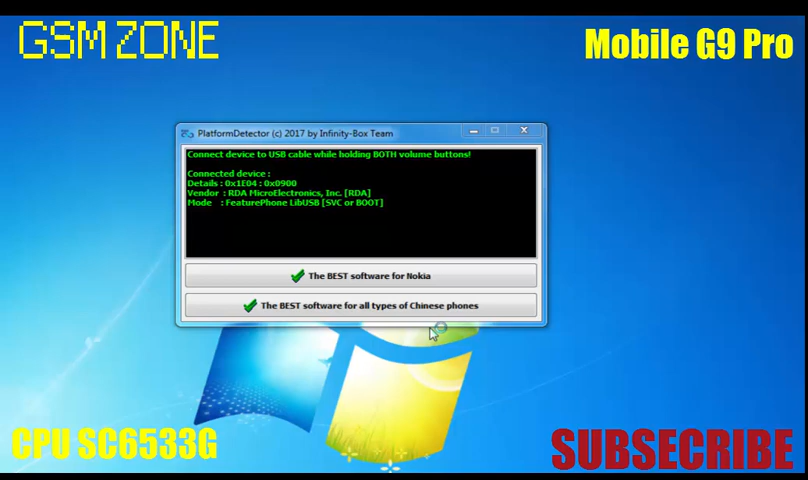 GSM ZONE
Mobile G9 Pro
PlatformDetector (c) 2017 by Infinity-Box Team
Connect device to USB cable while holding BOTH volume buttons!
Connected device :
Details : 0x1E04 : 0x0900
Vendor : RDA MicroElectronics, Inc. [RDA]
Mode : FeaturePhone LibUSB [SVC or BOOT]
The BEST software for Nokia
The BEST software for all types of Chinese phones
CPU SC6533G
SUBSECRIBE